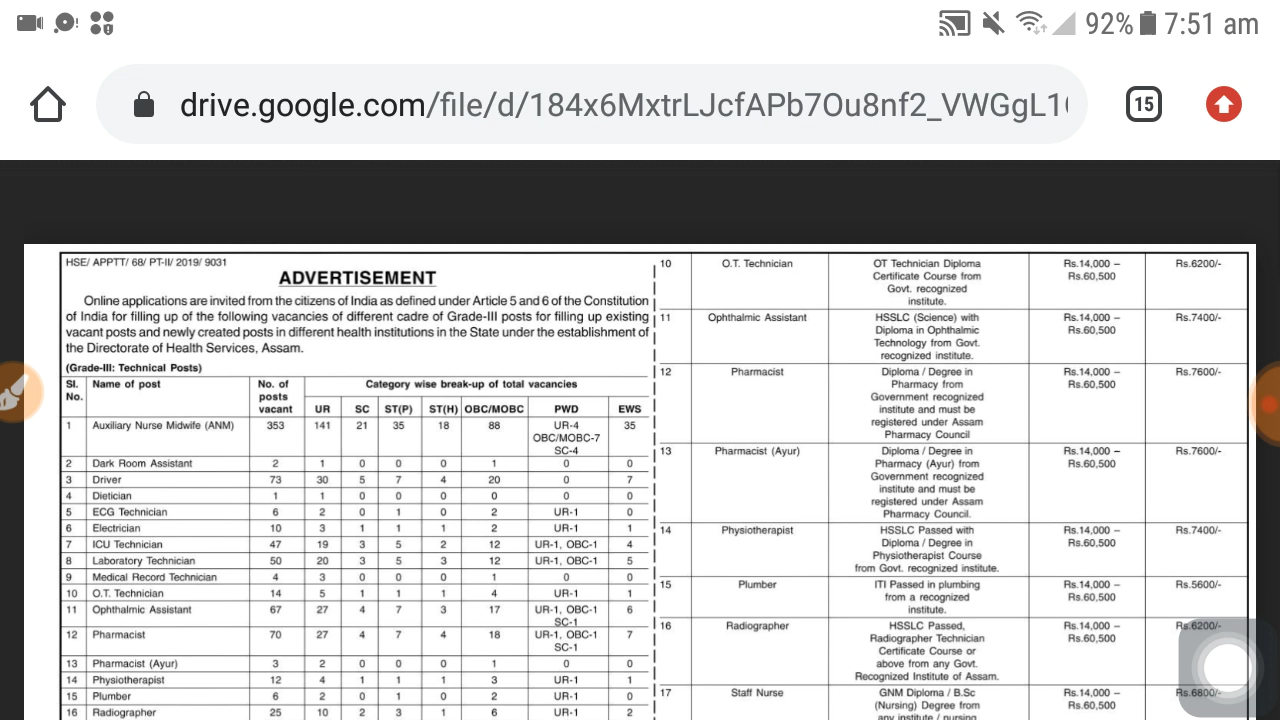 92% 7:51 am
drive.google.com/file/d/184x6MxtrLJcfAPb7Ou8nf2_VWGgL1
15
HSE/ APPTT/ 68/ PT-II/ 2019/ 9031
ADVERTISEMENT
Online applications are invited from the citizens of India as defined under Article 5 and 6 of the Constitution
of India for filling up of the following vacancies of different cadre of Grade-III posts for filling up existing
vacant posts and newly created posts in different health institutions in the State under the establishment of
the Directorate of Health Services, Assam.
(Grade-III: Technical Posts)
Sl. No. Name of post No. of posts vacant Category wise break-up of total vacancies
UR SC ST(P) ST(H) OBC/MOBC PWD EWS
1 Auxiliary Nurse Midwife (ANM) 353 141 21 35 18 88 UR-4 35
OBC/MOBC-7
SC-4
2 Dark Room Assistant 2 1 0 0 0 1 0 0
3 Driver 73 30 5 7 4 20 0 7
4 Dietician 1 1 0 0 0 0 0 0
5 ECG Technician 6 2 0 1 0 2 UR-1 0
6 Electrician 10 3 1 1 1 2 UR-1 1
7 ICU Technician 47 19 3 5 2 12 UR-1, OBC-1 4
8 Laboratory Technician 50 20 3 5 3 12 UR-1, OBC-1 5
9 Medical Record Technician 4 3 0 0 0 1 0 0
10 O.T. Technician 14 5 1 1 1 4 UR-1 1
11 Ophthalmic Assistant 67 27 4 7 3 17 UR-1, OBC-1 6
SC-1
12 Pharmacist 70 27 4 7 4 18 UR-1, OBC-1 7
SC-1
13 Pharmacist (Ayur) 3 2 0 0 0 1 0 0
14 Physiotherapist 12 4 1 1 1 3 UR-1 1
15 Plumber 6 2 0 1 0 2 UR-1 0
16 Radiographer 25 10 2 3 1 6 UR-1 2
10 O.T. Technician OT Technician Diploma Rs.14,000 – Rs.6200/-
Certificate Course from Rs.60,500
Govt. recognized
institute.
11 Ophthalmic Assistant HSSLC (Science) with Rs.14,000 – Rs.7400/-
Diploma in Ophthalmic Rs.60,500
Technology from Govt.
recognized institute.
12 Pharmacist Diploma / Degree in Rs.14,000 – Rs.7600/-
Pharmacy from Rs.60,500
Government recognized
institute and must be
registered under Assam
Pharmacy Council
13 Pharmacist (Ayur) Diploma / Degree in Rs.14,000 – Rs.7600/-
Pharmacy (Ayur) from Rs.60,500
Government recognized
institute and must be
registered under Assam
Pharmacy Council.
14 Physiotherapist HSSLC Passed with Rs.14,000 – Rs.7400/-
Diploma / Degree in Rs.60,500
Physiotherapist Course
from Govt. recognized institute.
15 Plumber ITI Passed in plumbing Rs.14,000 – Rs.5600/-
from a recognized Rs.60,500
institute.
16 Radiographer HSSLC Passed, Rs.14,000 – Rs.6200/-
Radiographer Technician Rs.60,500
Certificate Course or
above from any Govt.
Recognized Institute of Assam.
17 Staff Nurse GNM Diploma / B.Sc Rs.14,000 – Rs.6800/-
(Nursing) Degree from Rs.60,500
any institute / nursing